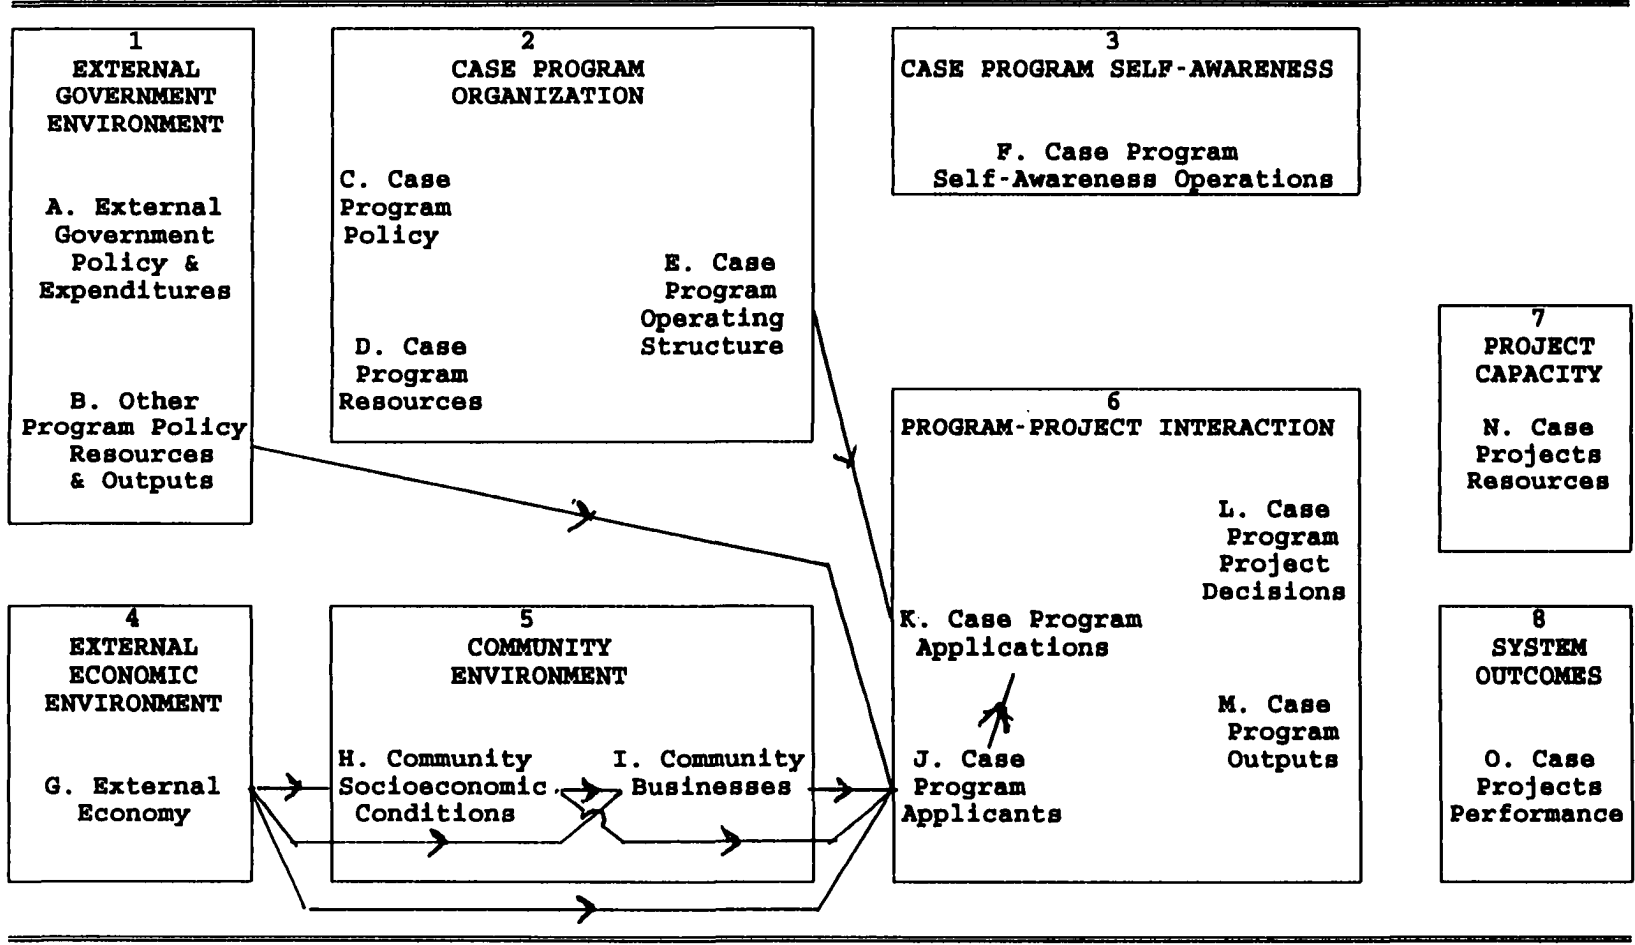 1
EXTERNAL
GOVERNMENT
ENVIRONMENT
A. External
Government
Policy &
Expenditures
B. Other
Program Policy
Resources
& Outputs
2
CASE PROGRAM
ORGANIZATION
C. Case
Program
Policy
D. Case
Program
Resources
E. Case
Program
Operating
Structure
3
CASE PROGRAM SELF-AWARENESS
F. Case Program
Self-Awareness Operations
4
EXTERNAL
ECONOMIC
ENVIRONMENT
G. External
Economy
5
COMMUNITY
ENVIRONMENT
H. Community
Socioeconomic
Conditions
I. Community
Businesses
6
PROGRAM-PROJECT INTERACTION
L. Case
Program
Project
Decisions
K. Case Program
Applications
M. Case
Program
Outputs
J. Case
Program
Applicants
7
PROJECT
CAPACITY
N. Case
Projects
Resources
8
SYSTEM
OUTCOMES
O. Case
Projects
Performance